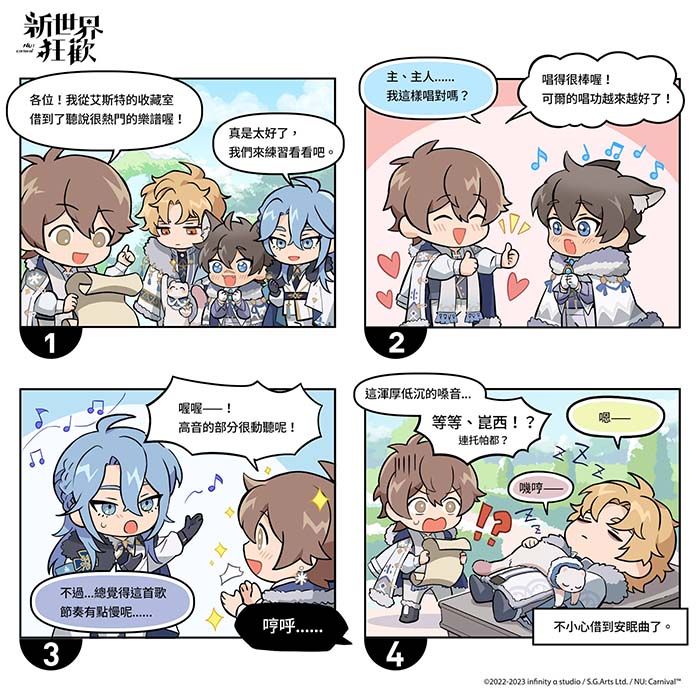 新世界
NU: carnival
狂歡
各位！我從艾斯特的收藏室
借到了聽說很熱門的樂譜喔！
真是太好了，
我們來練習看看吧。
1
主、主人......
我這樣唱對嗎？
唱得很棒喔！
可爾的唱功越來越好了！
2
喔喔——！
高音的部分很動聽呢！
不過...總覺得這首歌
節奏有點慢呢......
哼呼......
3
這渾厚低沉的嗓音...
等等、崑西！？
連托帕都？
嗯——
嘰哼——
zzz
zzz
!?
不小心借到安眠曲了。
4
©2022-2023 infinity α studio / S.G.Arts Ltd. / NU: Carnival™